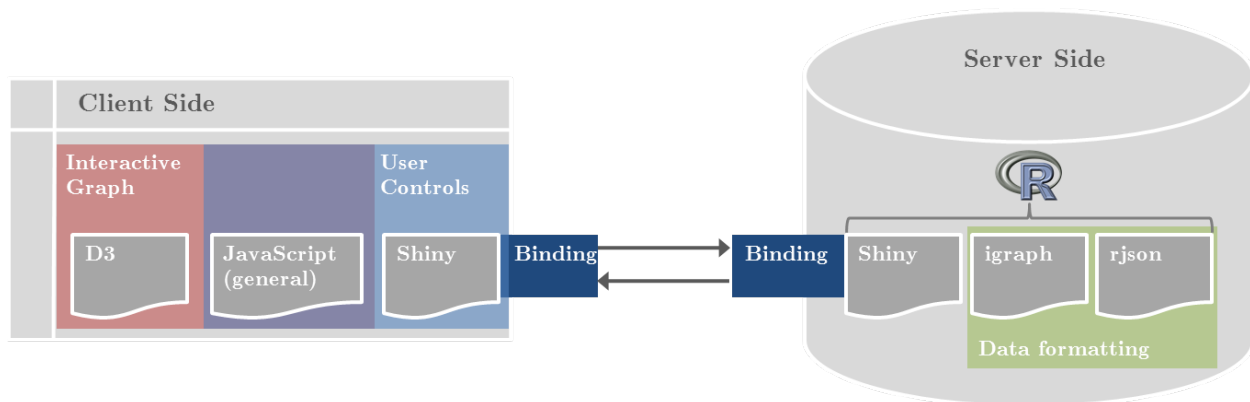 Server Side
Client Side
Interactive
Graph
User
Controls
R
D3
JavaScript
(general)
Shiny
Binding
Binding
Shiny
igraph
rjson
Data formatting